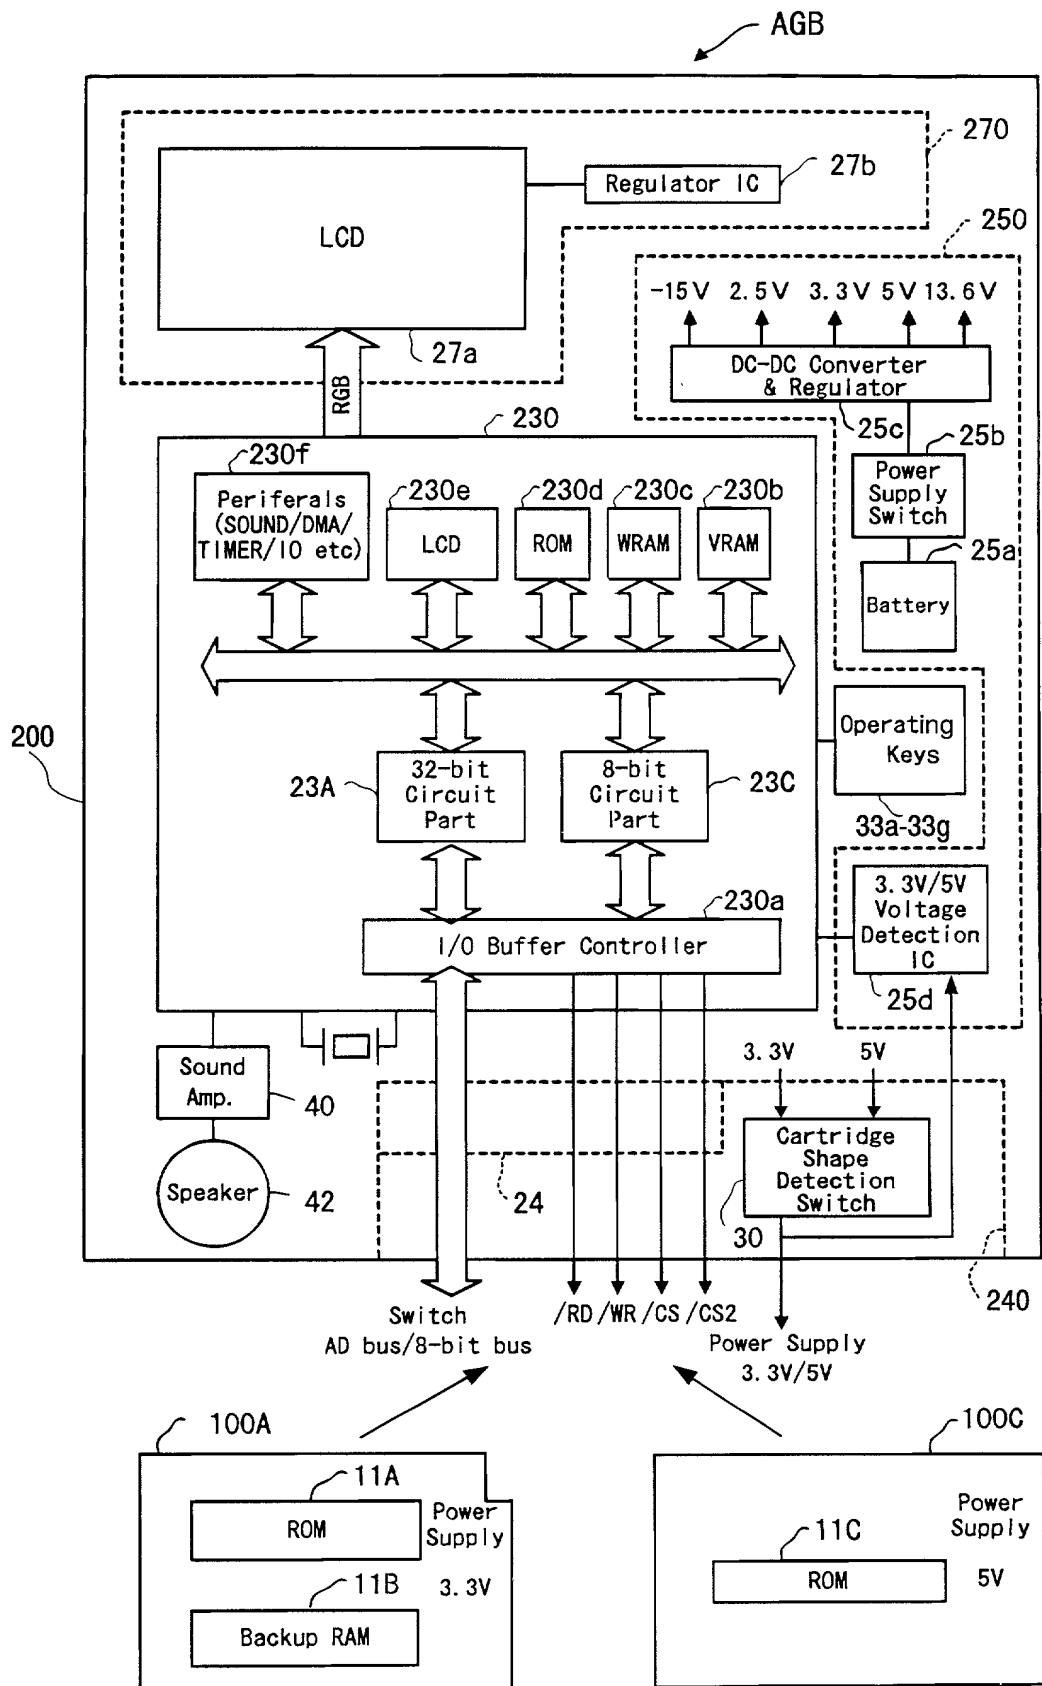 AGB
270
LCD
Regulator IC
27b
27a
250
-15V 2.5V 3.3V 5V 13.6V
DC-DC Converter
& Regulator
25c
25b
Power
Supply
Switch
25a
Battery
RGB
230
230f
Periferals
(SOUND/DMA/
TIMER/IO etc)
230e
LCD
230d
ROM
230c
WRAM
230b
VRAM
200
23A
32-bit
Circuit
Part
8-bit
Circuit
Part
23C
Operating
Keys
33a-33g
230a
I/O Buffer Controller
3.3V/5V
Voltage
Detection
IC
25d
Sound
Amp.
40
Speaker
42
3.3V 5V
Cartridge
Shape
Detection
Switch
30
24
240
Switch
AD bus/8-bit bus
/RD /WR /CS /CS2
Power Supply
3.3V/5V
100A
11A
ROM
Power
Supply
3.3V
11B
Backup RAM
100C
Power
Supply
5V
11C
ROM